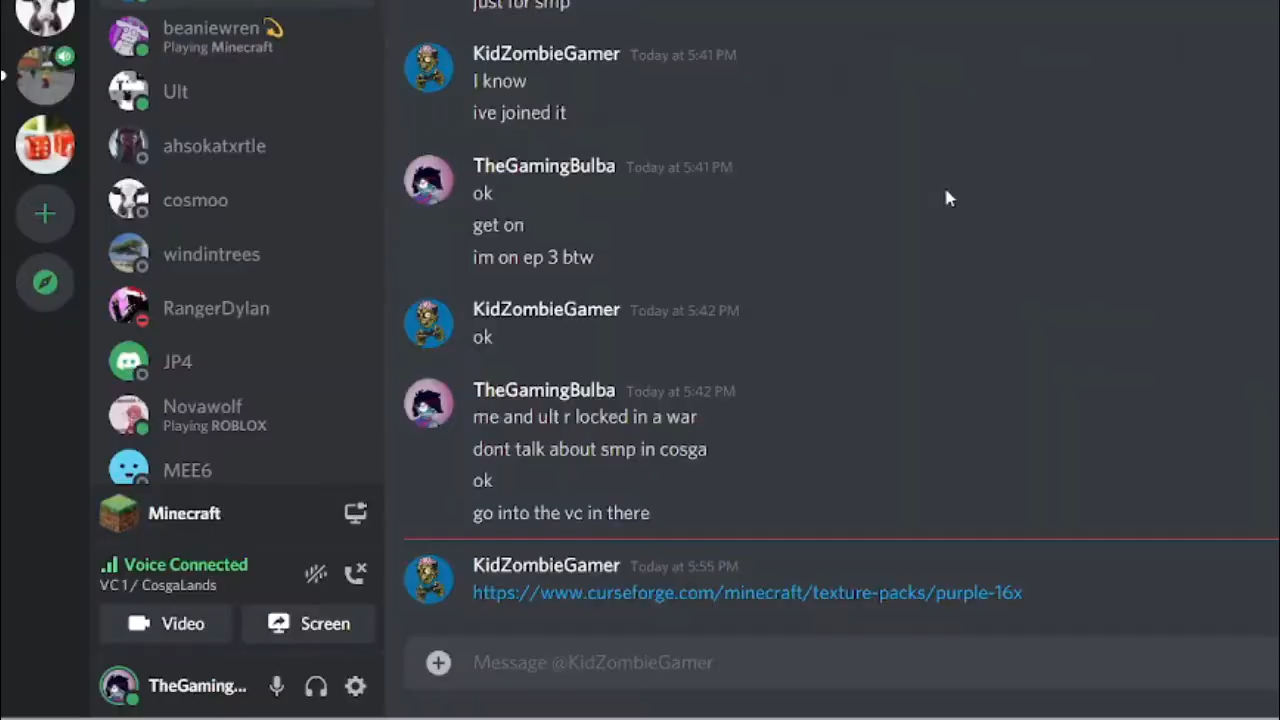 just for smp
beaniewren
Playing Minecraft
Ult
ahsokatxrtle
cosmoo
windintrees
RangerDylan
JP4
Novawolf
Playing ROBLOX
MEE6
Minecraft
Voice Connected
VC 1 / CosgaLands
Video
Screen
TheGaming...
KidZombieGamer Today at 5:41 PM
I know
ive joined it
TheGamingBulba Today at 5:41 PM
ok
get on
im on ep 3 btw
KidZombieGamer Today at 5:42 PM
ok
TheGamingBulba Today at 5:42 PM
me and ult r locked in a war
dont talk about smp in cosga
ok
go into the vc in there
KidZombieGamer Today at 5:55 PM
https://www.curseforge.com/minecraft/texture-packs/purple-16x
Message @KidZombieGamer